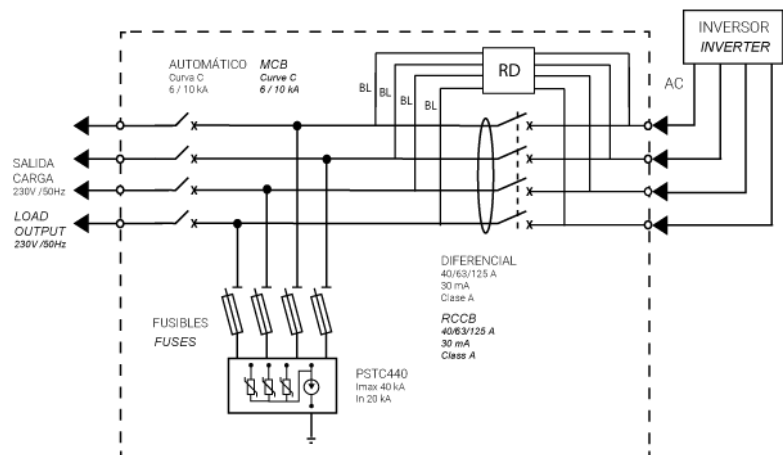 INVERSOR
INVERTER
AUTOMÁTICO
Curva C
6 / 10 kA
MCB
Curve C
6 / 10 kA
RD
AC
BL
BL
BL
BL
SALIDA
CARGA
230V /50Hz
LOAD
OUTPUT
230V /50Hz
DIFERENCIAL
40/63/125 A
30 mA
Clase A
RCCB
40/63/125 A
30 mA
Class A
FUSIBLES
FUSES
PSTC440
Imax 40 kA
In 20 kA